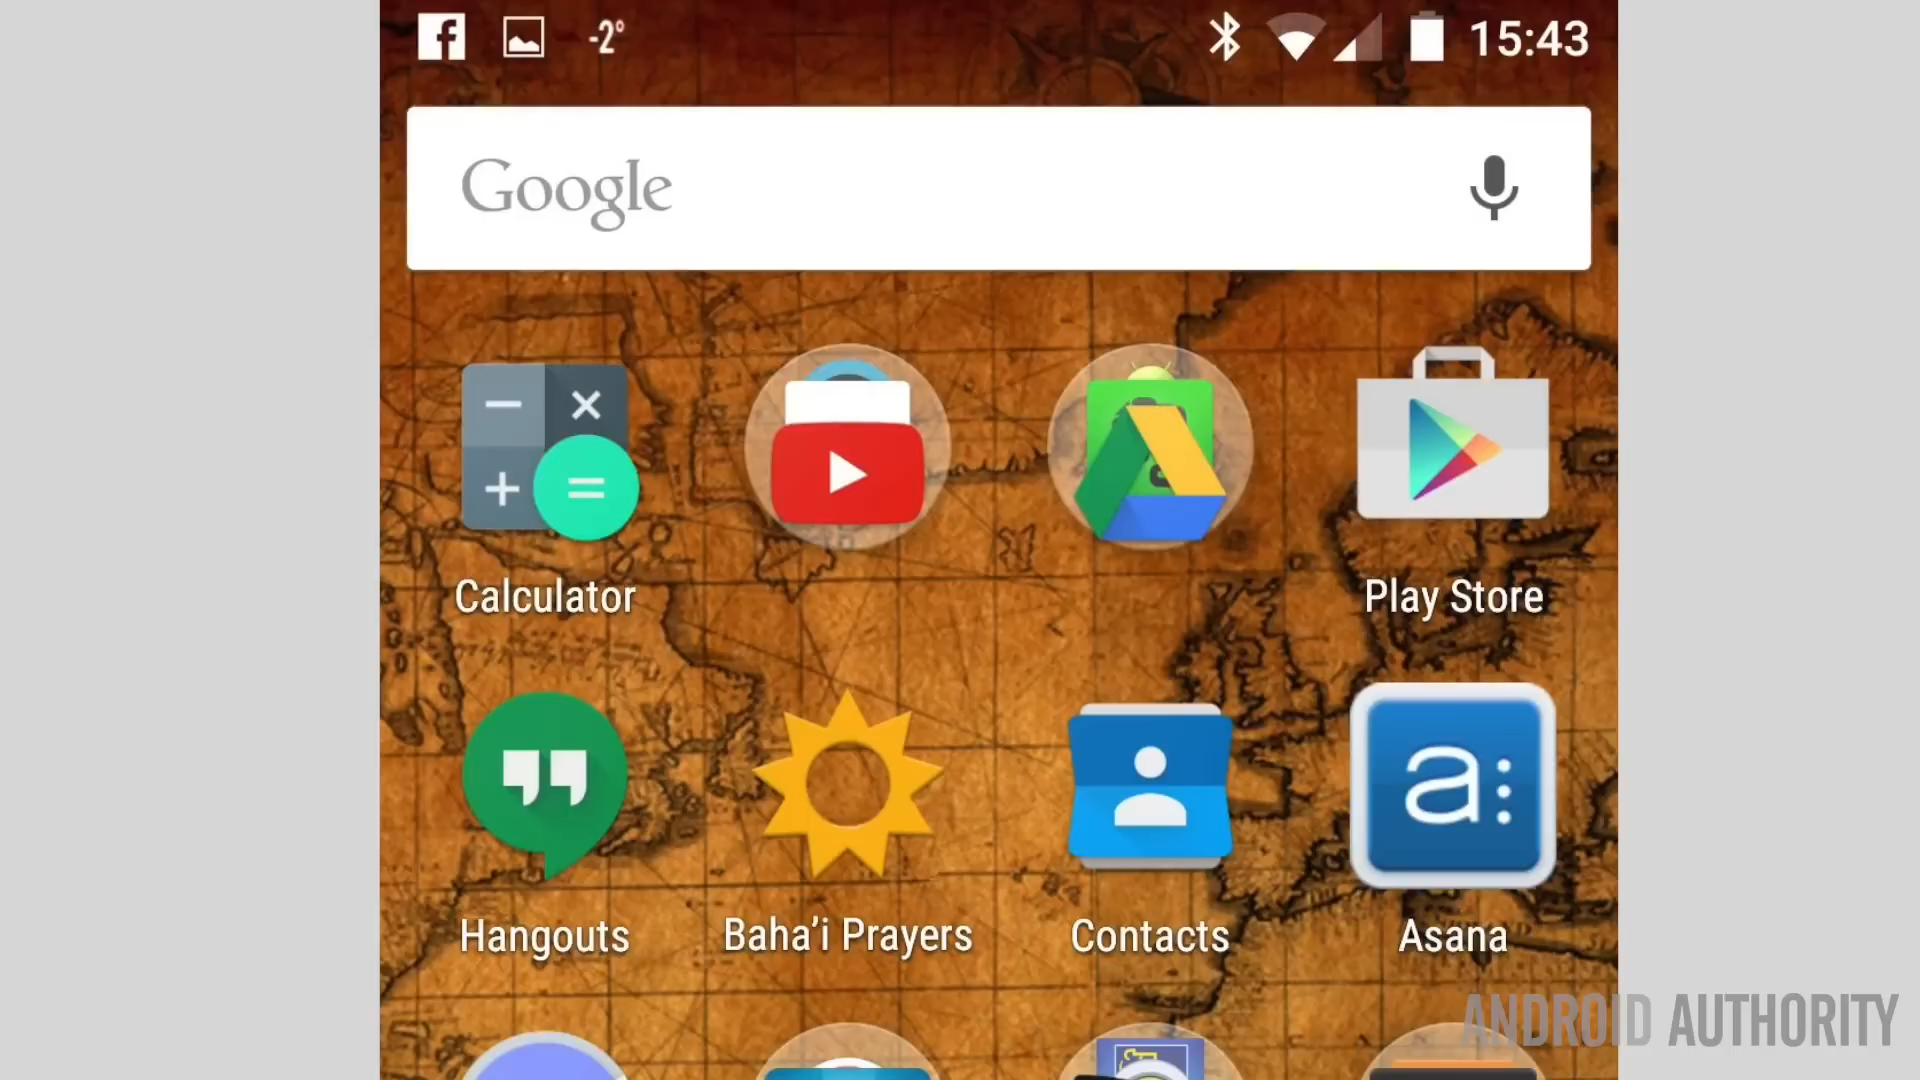 -2° 15:43
Google
Calculator Play Store
Hangouts Baha'i Prayers Contacts Asana
ANDROID AUTHORITY